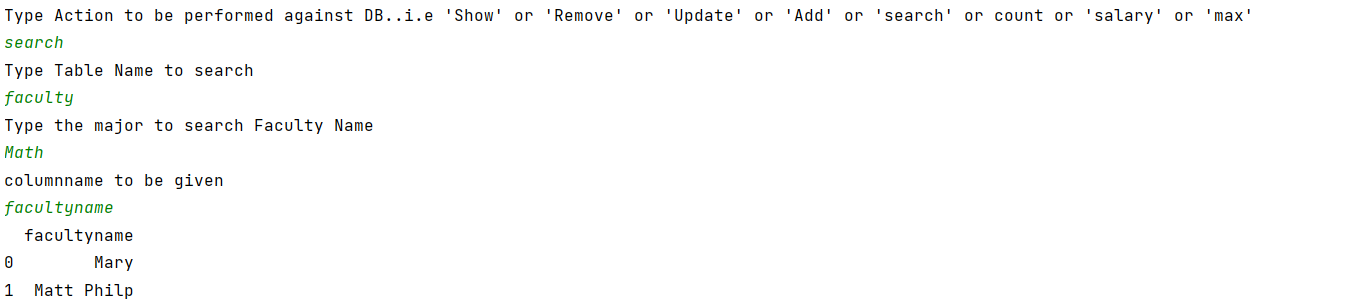 Type Action to be performed against DB..i.e 'Show' or 'Remove' or 'Update' or 'Add' or 'search' or count or 'salary' or 'max'
search
Type Table Name to search
faculty
Type the major to search Faculty Name
Math
columnname to be given
facultyname
  facultyname
0        Mary
1  Matt Philp